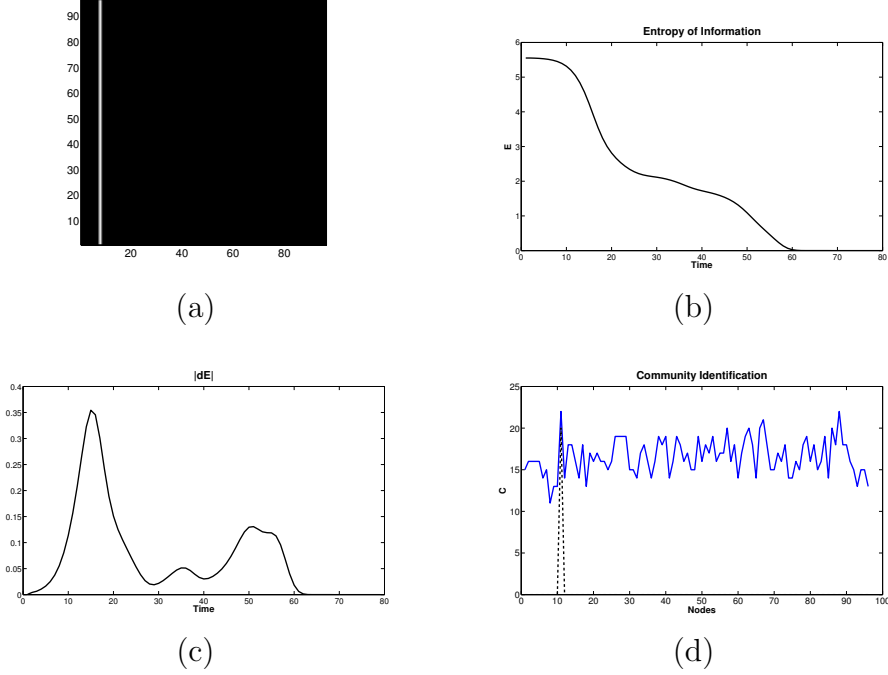 90
80
70
60
50
40
30
20
10
20 40 60 80
(a)
Entropy of Information
E
6
5
4
3
2
1
0
0 10 20 30 40 50 60 70 80
Time
(b)
|dE|
0.4
0.35
0.3
0.25
0.2
0.15
0.1
0.05
0
0 10 20 30 40 50 60 70 80
Time
(c)
Community Identification
C
25
20
15
10
5
0
0 10 20 30 40 50 60 70 80 90 100
Nodes
(d)